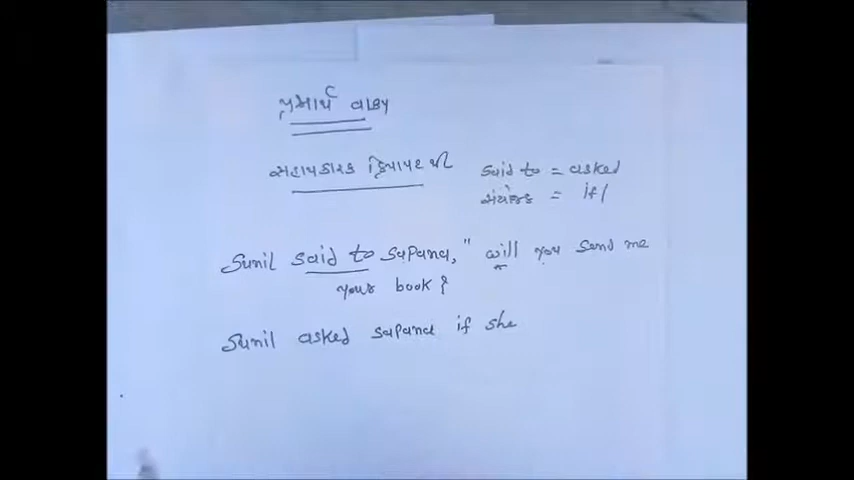 પ્રશ્નાર્થ વાક્ય
સહાયકારક ક્રિયાપદ થી
said to = asked
સંયોજક = if/
Sunil said to Sapana, " will you send me
your book ?
Sunil asked sapana if she